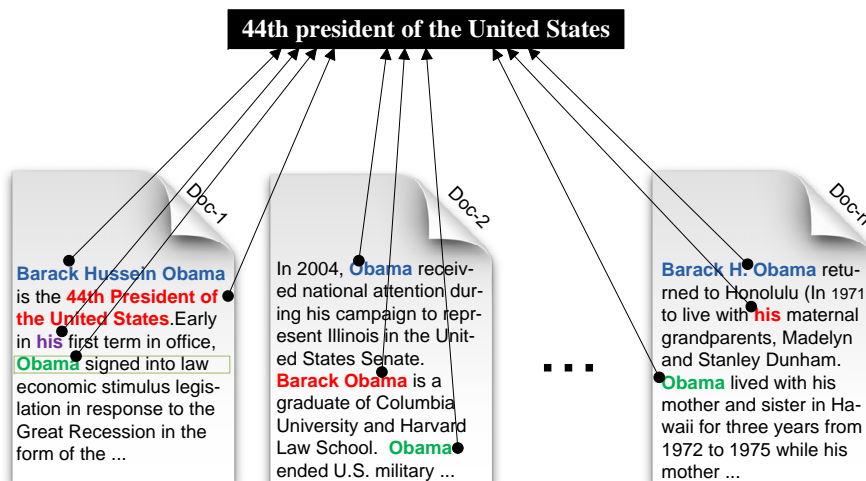 44th president of the United States
Doc-1
Barack Hussein Obama
is the 44th President of
the United States.Early
in his first term in office,
Obama signed into law
economic stimulus legis-
lation in response to the
Great Recession in the
form of the ...
Doc-2
In 2004, Obama receiv-
ed national attention dur-
ing his campaign to repr-
esent Illinois in the Unit-
ed States Senate.
Barack Obama is a
graduate of Columbia
University and Harvard
Law School. Obama
ended U.S. military ...
...
Doc-n
Barack H. Obama retu-
rned to Honolulu (In 1971
to live with his maternal
grandparents, Madelyn
and Stanley Dunham.
Obama lived with his
mother and sister in Ha-
waii for three years from
1972 to 1975 while his
mother ...